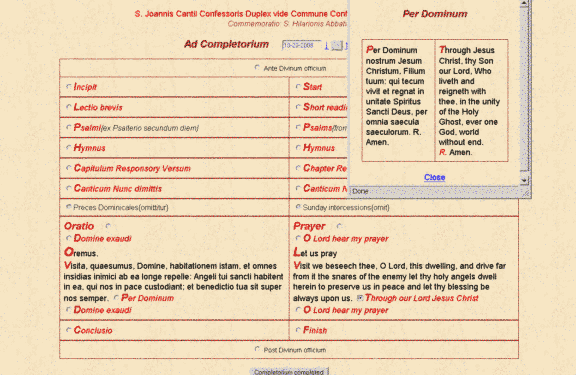 S. Joannis Cantii Confessoris Duplex vide Commune Conf
Commemoratio: S. Hilarionis Abbati
Ad Completorium 10-20-2008
Ante Divinum officium
Incipit
Start
Lectio brevis
Short readi
Psalmi(ex Psalterio secundum diem)
Psalms(from
Hymnus
Hymnus
Capitulum Responsory Versum
Chapter Re
Canticum Nunc dimittis
Canticum N
Preces Dominicales(omittitur)
Sunday intercessions(omit)
Oratio
Domine exaudi
Oremus.
Visita, quaesumus, Domine, habitationem istam, et omnes
insidias inimici ab ea longe repelle: Angeli tui sancti habitent
in ea, qui nos in pace custodiant; et benedictio tua sit super
nos semper. Per Dominum
Domine exaudi
Prayer
O Lord hear my prayer
Let us pray
Visit we beseech thee, O Lord, this dwelling, and drive far
from it the snares of the enemy let thy holy angels dwell
herein to preserve us in peace and let thy blessing be
always upon us. Through our Lord Jesus Christ
O Lord hear my prayer
Conclusio
Finish
Post Divinum officium
Completorium completed
Per Dominum
Per Dominum
nostrum Jesum
Christum, Filium
tuum: qui tecum
vivit et regnat in
unitate Spiritus
Sancti Deus, per
omnia saecula
saeculorum. R.
Amen.
Through Jesus
Christ, thy Son
our Lord, Who
liveth and
reigneth with
thee, in the unity
of the Holy
Ghost, ever one
God, world
without end.
R. Amen.
Close
Done